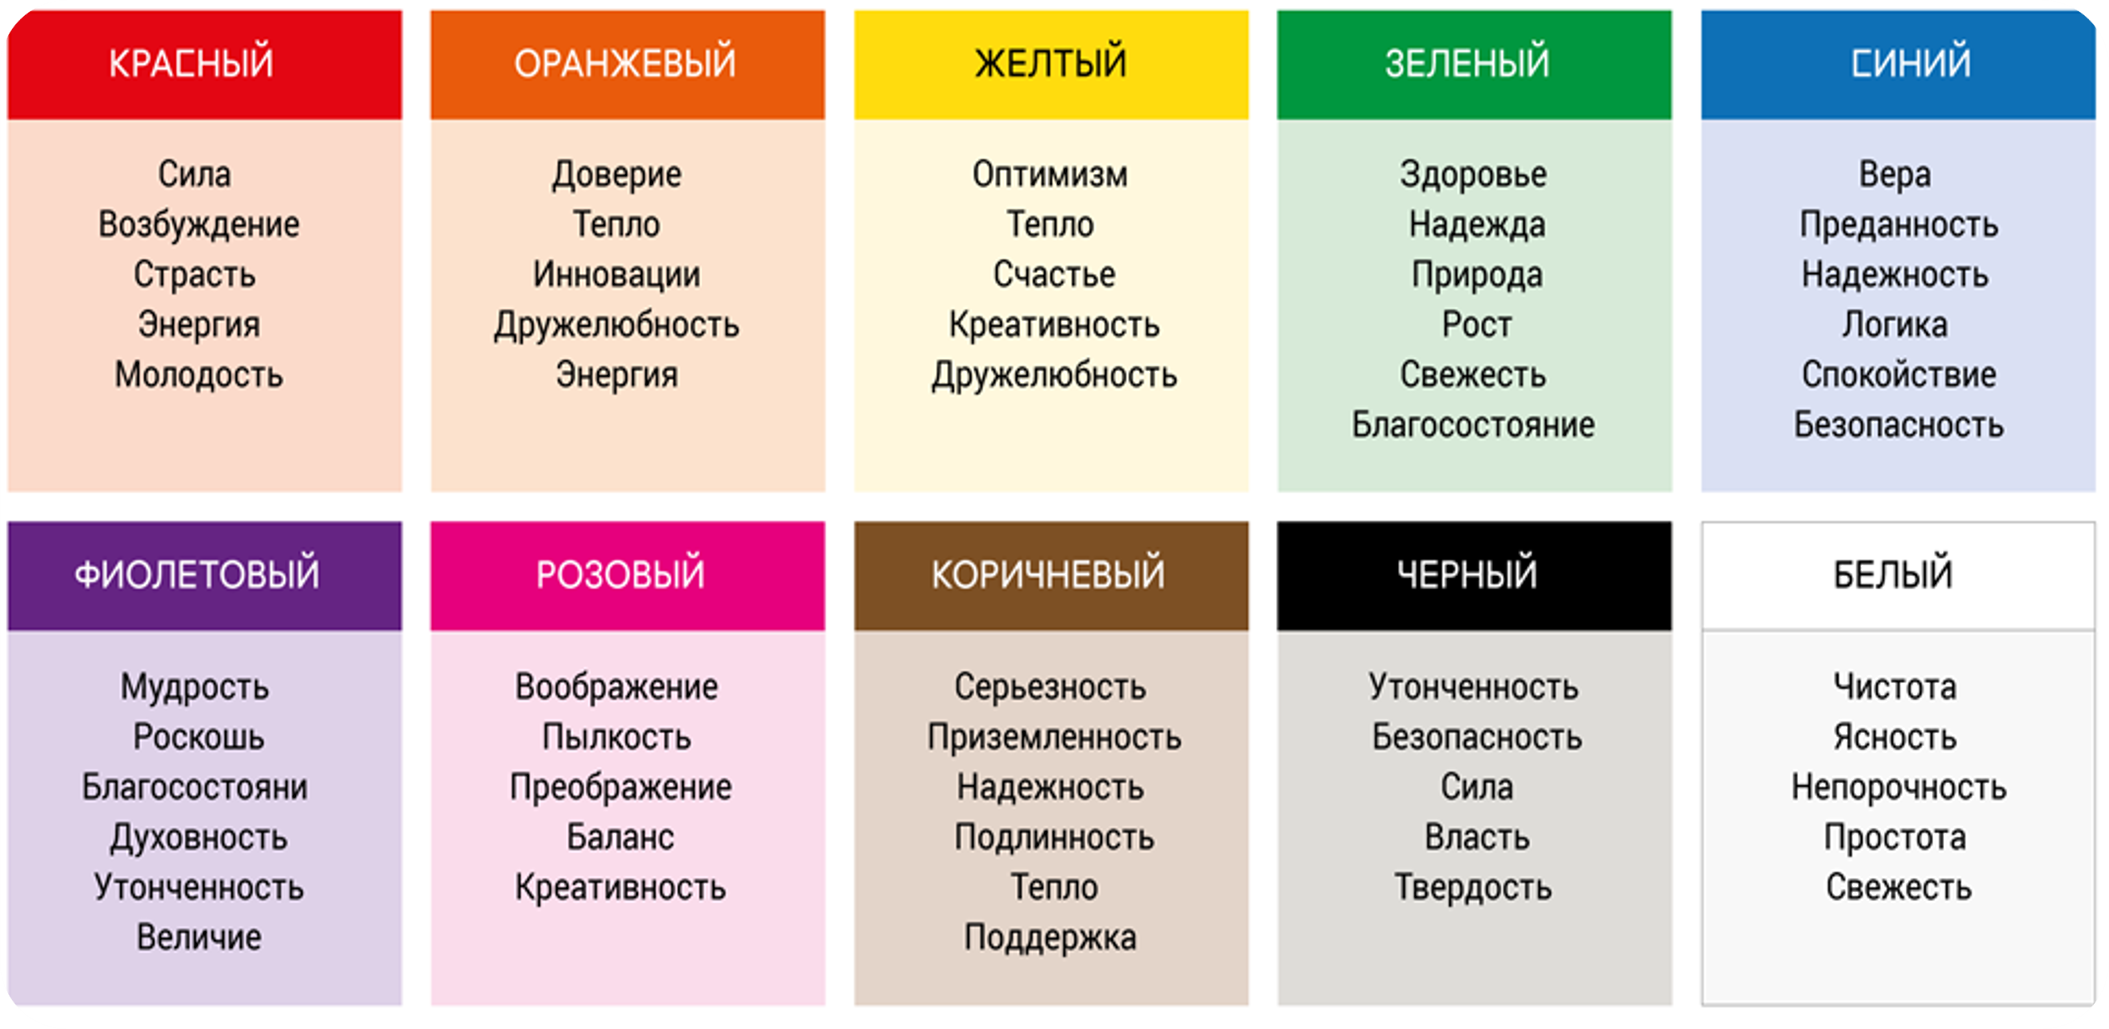 КРАСНЫЙ
Сила
Возбуждение
Страсть
Энергия
Молодость
ОРАНЖЕВЫЙ
Доверие
Тепло
Инновации
Дружелюбность
Энергия
ЖЕЛТЫЙ
Оптимизм
Тепло
Счастье
Креативность
Дружелюбность
ЗЕЛЕНЫЙ
Здоровье
Надежда
Природа
Рост
Свежесть
Благосостояние
СИНИЙ
Вера
Преданность
Надежность
Логика
Спокойствие
Безопасность
ФИОЛЕТОВЫЙ
Мудрость
Роскошь
Благосостояни
Духовность
Утонченность
Величие
РОЗОВЫЙ
Воображение
Пылкость
Преображение
Баланс
Креативность
КОРИЧНЕВЫЙ
Серьезность
Приземленность
Надежность
Подлинность
Тепло
Поддержка
ЧЕРНЫЙ
Утонченность
Безопасность
Сила
Власть
Твердость
БЕЛЫЙ
Чистота
Ясность
Непорочность
Простота
Свежесть